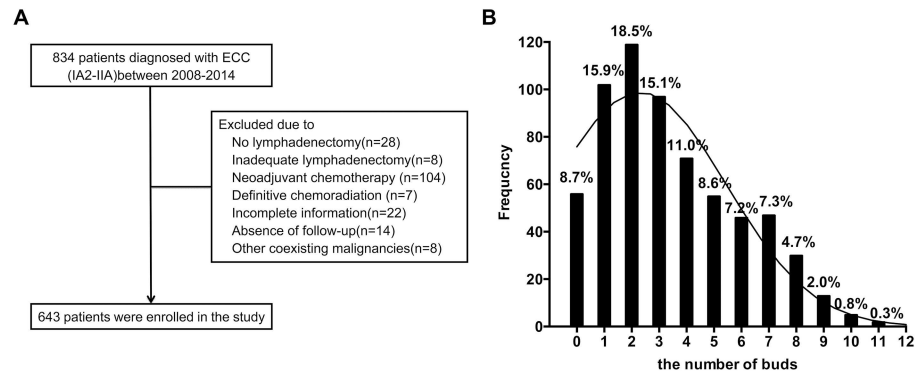 A
834 patients diagnosed with ECC
(IA2-IIA)between 2008-2014
Excluded due to
No lymphadenectomy(n=28)
Inadequate lymphadenectomy(n=8)
Neoadjuvant chemotherapy (n=104)
Definitive chemoradiation (n=7)
Incomplete information(n=22)
Absence of follow-up(n=14)
Other coexisting malignancies(n=8)
643 patients were enrolled in the study
B
Frequcncy
120
100
80
60
40
20
0
8.7%
15.9%
18.5%
15.1%
11.0%
8.6%
7.2%
7.3%
4.7%
2.0%
0.8%
0.3%
0 1 2 3 4 5 6 7 8 9 10 11 12
the number of buds